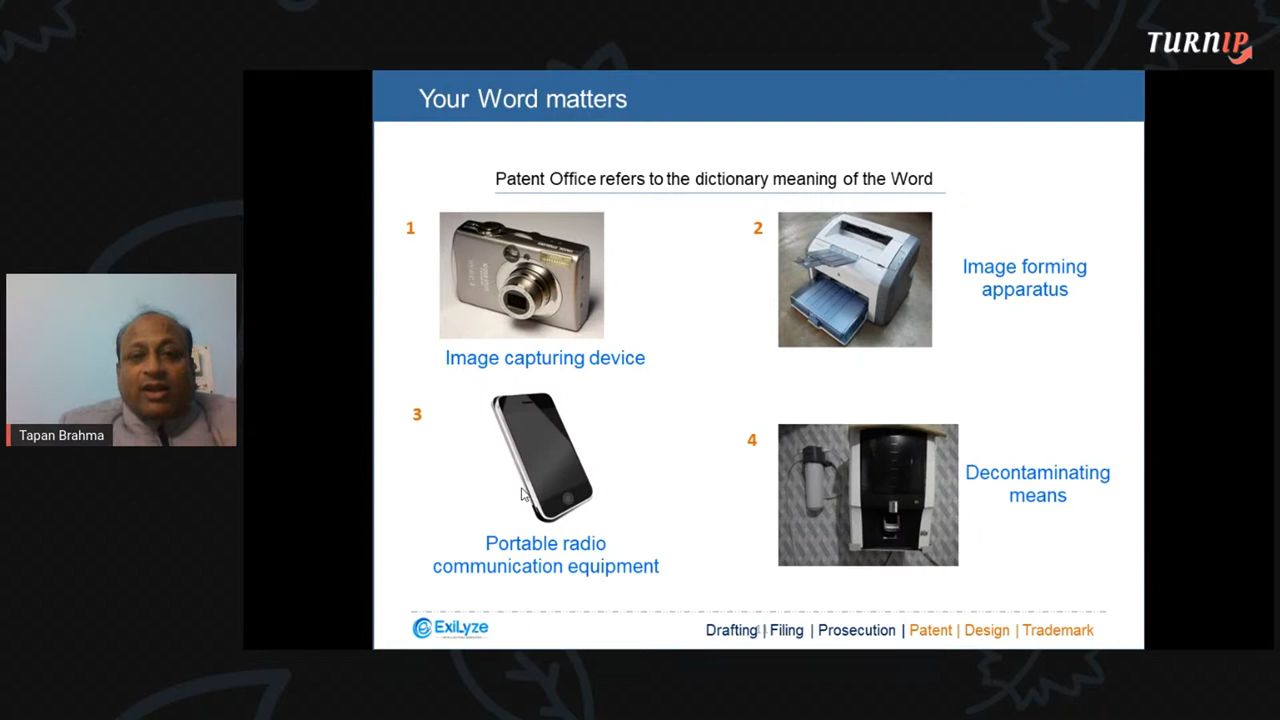 TURNIP
Your Word matters
Patent Office refers to the dictionary meaning of the Word
1
2
Image forming
apparatus
Image capturing device
3
4
Decontaminating
means
Portable radio
communication equipment
Tapan Brahma
ExiLyze
Drafting | Filing | Prosecution | Patent | Design | Trademark